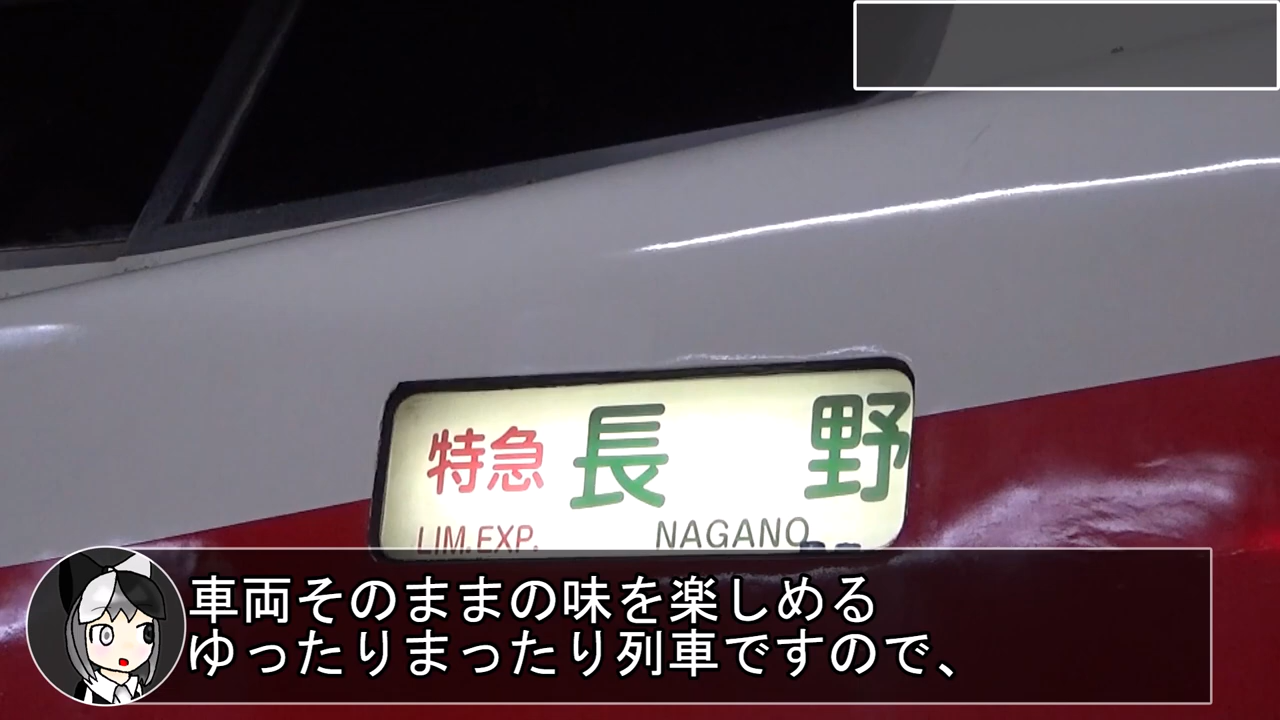 特急 長野
LIM.EXP. NAGANO
車両そのままの味を楽しめる
ゆったりまったり列車ですので、